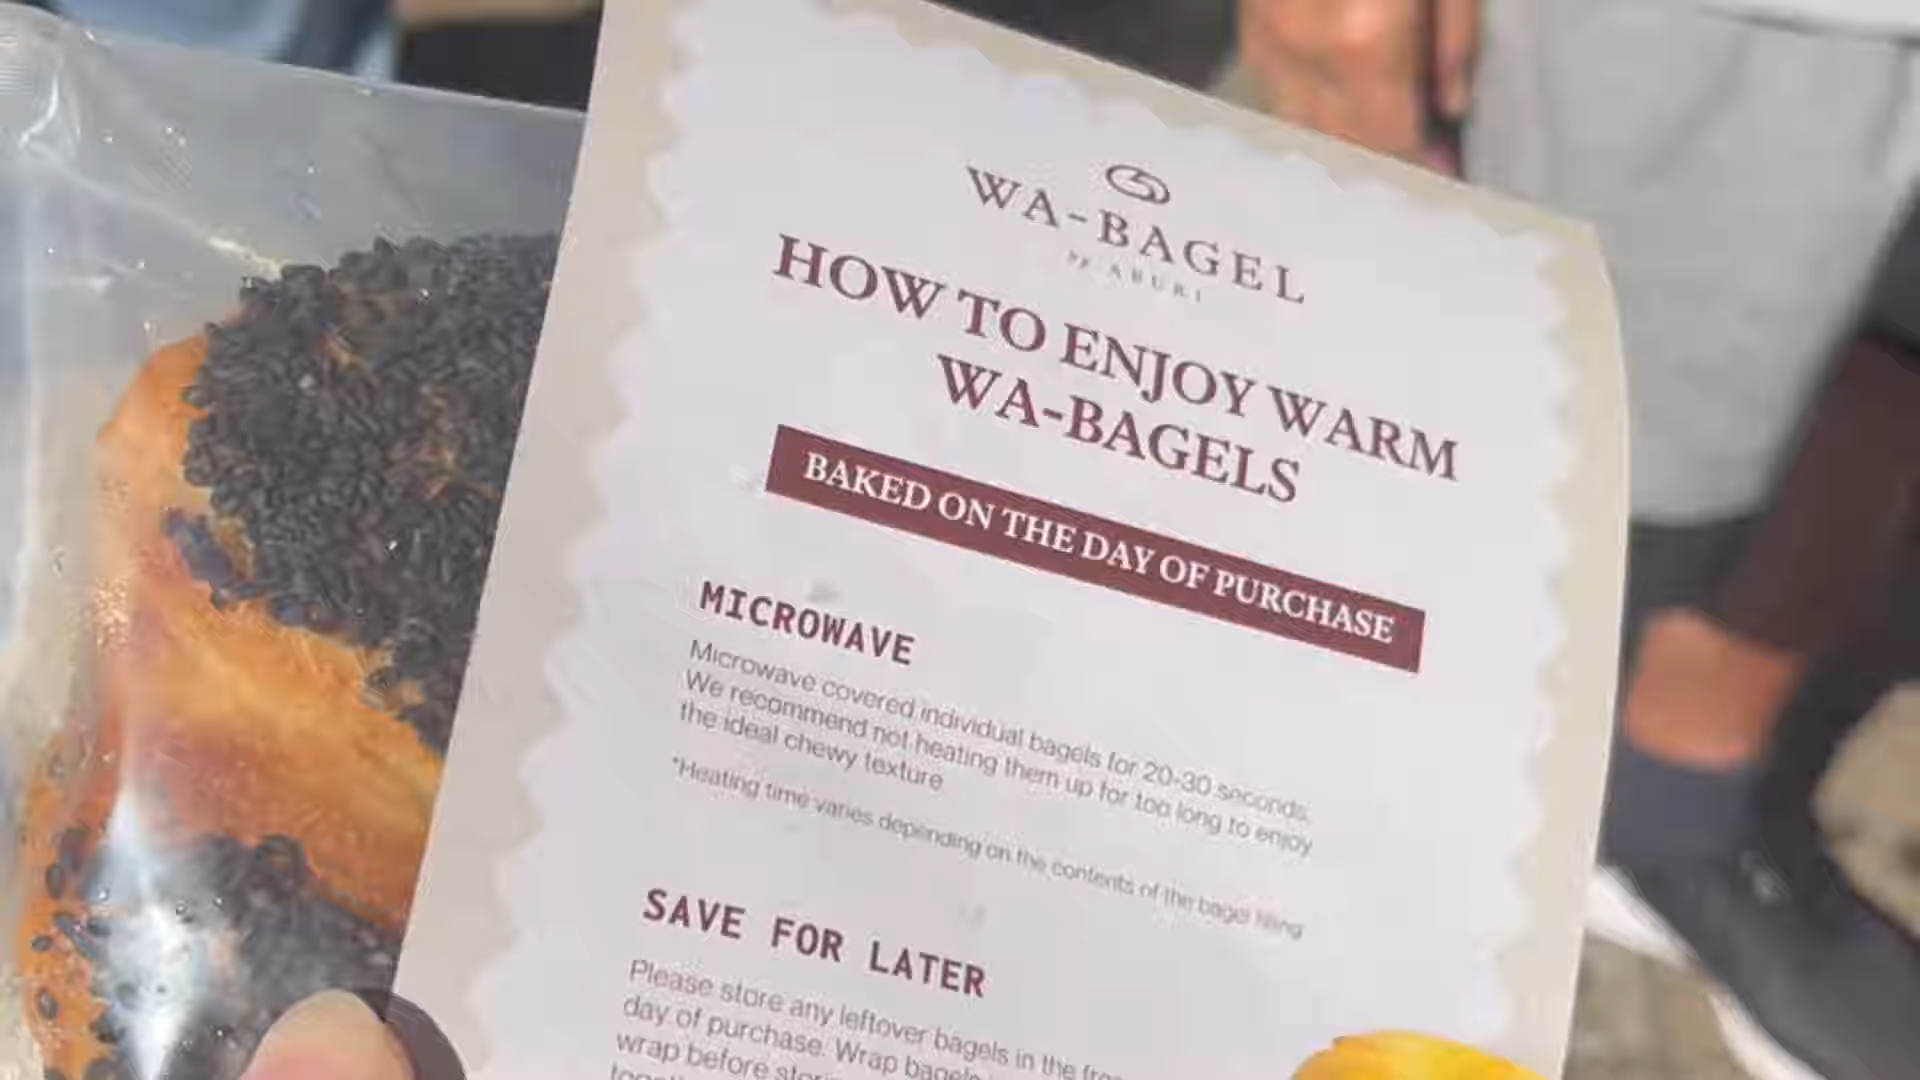 WA-BAGEL
BY ABURI
HOW TO ENJOY WARM
WA-BAGELS
BAKED ON THE DAY OF PURCHASE
MICROWAVE
Microwave covered individual bagels for 20-30 seconds.
We recommend not heating them up for too long to enjoy
the ideal chewy texture
*Heating time varies depending on the contents of the bagel filling
SAVE FOR LATER
Please store any leftover bagels in the
day of purchase. Wrap
wrap before